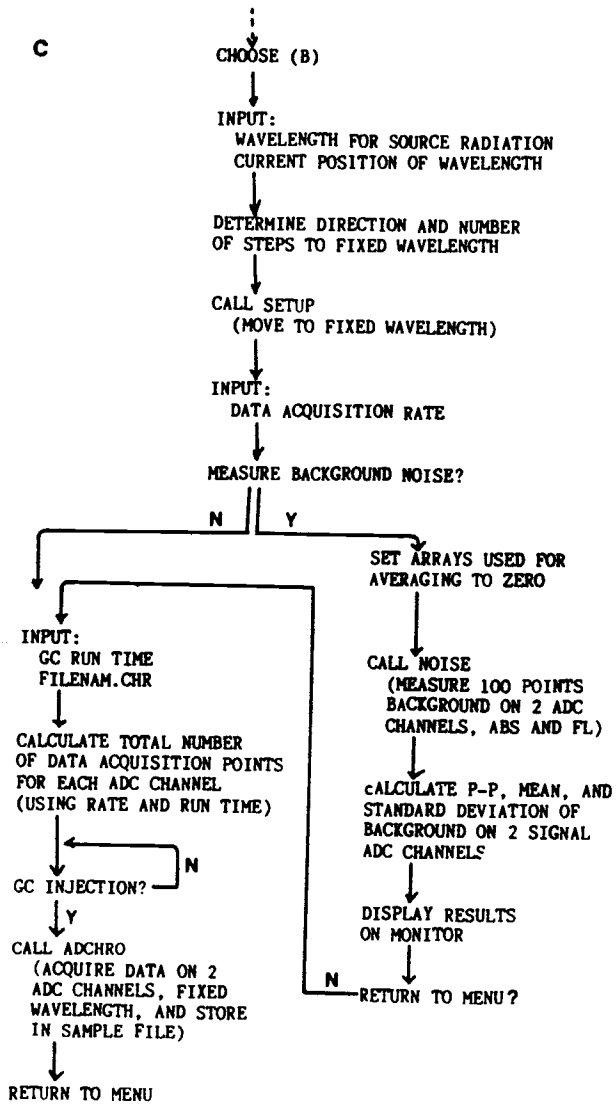 C
CHOOSE (B)
INPUT:
WAVELENGTH FOR SOURCE RADIATION
CURRENT POSITION OF WAVELENGTH
DETERMINE DIRECTION AND NUMBER
OF STEPS TO FIXED WAVELENGTH
CALL SETUP
(MOVE TO FIXED WAVELENGTH)
INPUT:
DATA ACQUISITION RATE
MEASURE BACKGROUND NOISE?
N
Y
INPUT:
GC RUN TIME
FILENAM.CHR
CALCULATE TOTAL NUMBER
OF DATA ACQUISITION POINTS
FOR EACH ADC CHANNEL
(USING RATE AND RUN TIME)
N
GC INJECTION?
Y
CALL ADCHRO
(ACQUIRE DATA ON 2
ADC CHANNELS, FIXED
WAVELENGTH, AND STORE
IN SAMPLE FILE)
RETURN TO MENU
SET ARRAYS USED FOR
AVERAGING TO ZERO
CALL NOISE
(MEASURE 100 POINTS
BACKGROUND ON 2 ADC
CHANNELS, ABS AND FL)
cALCULATE P-P, MEAN, AND
STANDARD DEVIATION OF
BACKGROUND ON 2 SIGNAL
ADC CHANNELS
DISPLAY RESULTS
ON MONITOR
N
RETURN TO MENU?